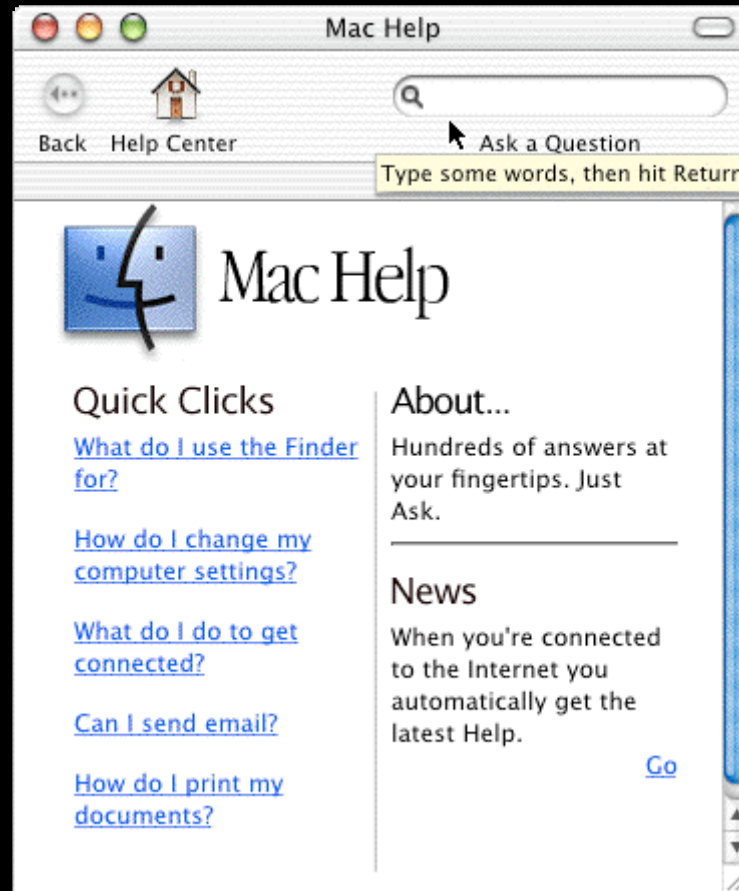 Mac Help
Back
Help Center
Ask a Question
Type some words, then hit Return
Mac Help
Quick Clicks
What do I use the Finder
for?
How do I change my
computer settings?
What do I do to get
connected?
Can I send email?
How do I print my
documents?
About...
Hundreds of answers at
your fingertips. Just
Ask.
News
When you're connected
to the Internet you
automatically get the
latest Help.
Go